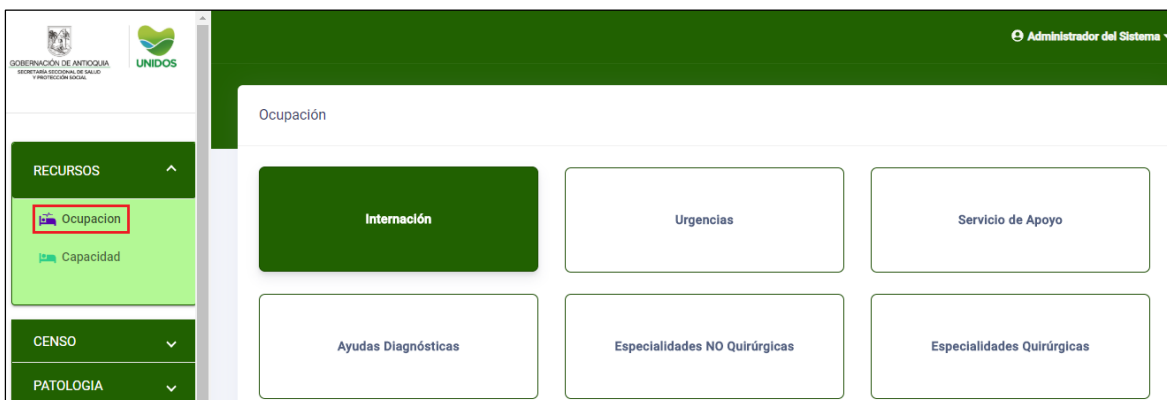 GOBERNACIÓN DE ANTIOQUIA
SECRETARÍA SECCIONAL DE SALUD
Y PROTECCIÓN SOCIAL
UNIDOS
Administrador del Sistema
Ocupación
RECURSOS
Ocupacion
Capacidad
CENSO
PATOLOGIA
Internación
Urgencias
Servicio de Apoyo
Ayudas Diagnósticas
Especialidades NO Quirúrgicas
Especialidades Quirúrgicas